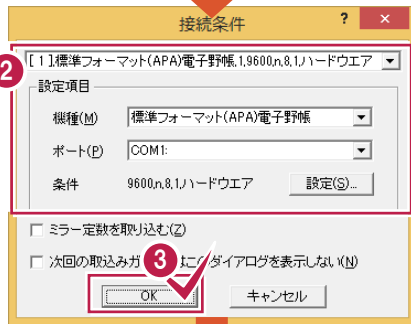 接続条件
? ×
2
[ 1 ]標準フォーマット(APA)電子野帳,1,9600,n,8,1,ハードウエア
設定項目
機種(M) 標準フォーマット(APA)電子野帳
ポート(P) COM1:
条件 9600,n,8,1,ハードウエア 設定(S)...
ミラー定数を取り込む(Z)
次回の取込みガ 3 はこのダイアログを表示しない(N)
OK キャンセル